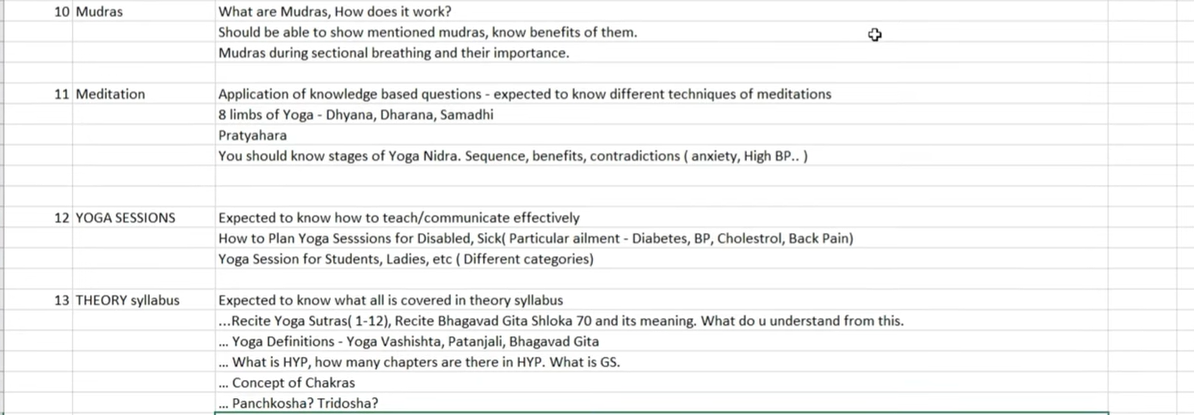 10 Mudras What are Mudras, How does it work?
Should be able to show mentioned mudras, know benefits of them.
Mudras during sectional breathing and their importance.
11 Meditation Application of knowledge based questions - expected to know different techniques of meditations
8 limbs of Yoga - Dhyana, Dharana, Samadhi
Pratyahara
You should know stages of Yoga Nidra. Sequence, benefits, contradictions ( anxiety, High BP.. )
12 YOGA SESSIONS Expected to know how to teach/communicate effectively
How to Plan Yoga Sesssions for Disabled, Sick( Particular ailment - Diabetes, BP, Cholestrol, Back Pain)
Yoga Session for Students, Ladies, etc ( Different categories)
13 THEORY syllabus Expected to know what all is covered in theory syllabus
...Recite Yoga Sutras( 1-12), Recite Bhagavad Gita Shloka 70 and its meaning. What do u understand from this.
... Yoga Definitions - Yoga Vashishta, Patanjali, Bhagavad Gita
... What is HYP, how many chapters are there in HYP. What is GS.
... Concept of Chakras
... Panchkosha? Tridosha?